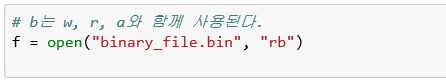 # b는 w, r, a와 함께 사용된다.
f = open("binary_file.bin", "rb")